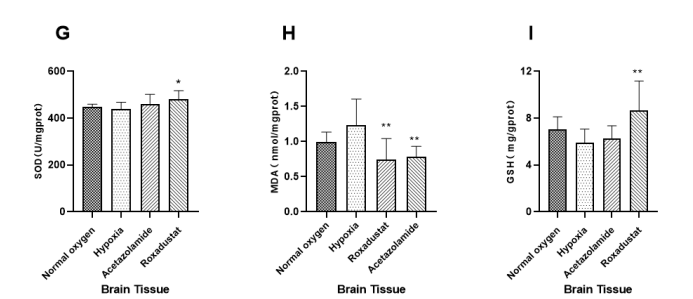 G
SOD(U/mgprot)
600
400
200
0
*
Normal oxygen
Hypoxia
Acetazolamide
Roxadustat
Brain Tissue
H
MDA ( nmol/mgprot)
2.0
1.5
1.0
0.5
0.0
**
**
Normal oxygen
Hypoxia
Roxadustat
Acetazolamide
Brain Tissue
I
GSH ( mg/gprot)
12
8
4
0
**
Normal oxygen
Hypoxia
Acetazolamide
Roxadustat
Brain Tissue